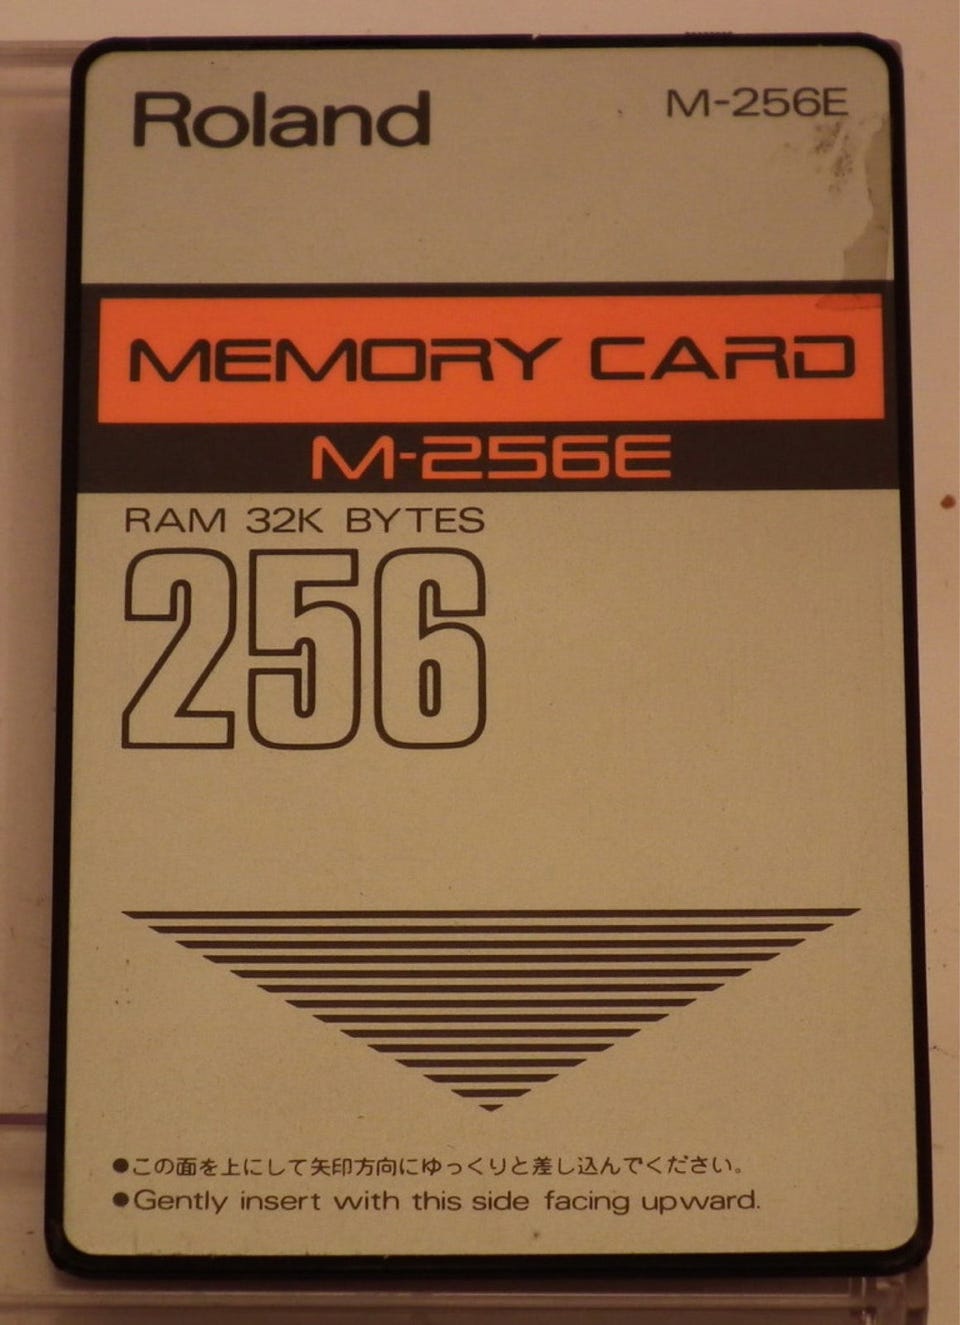 Roland
M-256E
MEMORY CARD
M-256E
RAM 32K BYTES
256
●この面を上にして矢印方向にゆっくりと差し込んでください。
●Gently insert with this side facing upward.